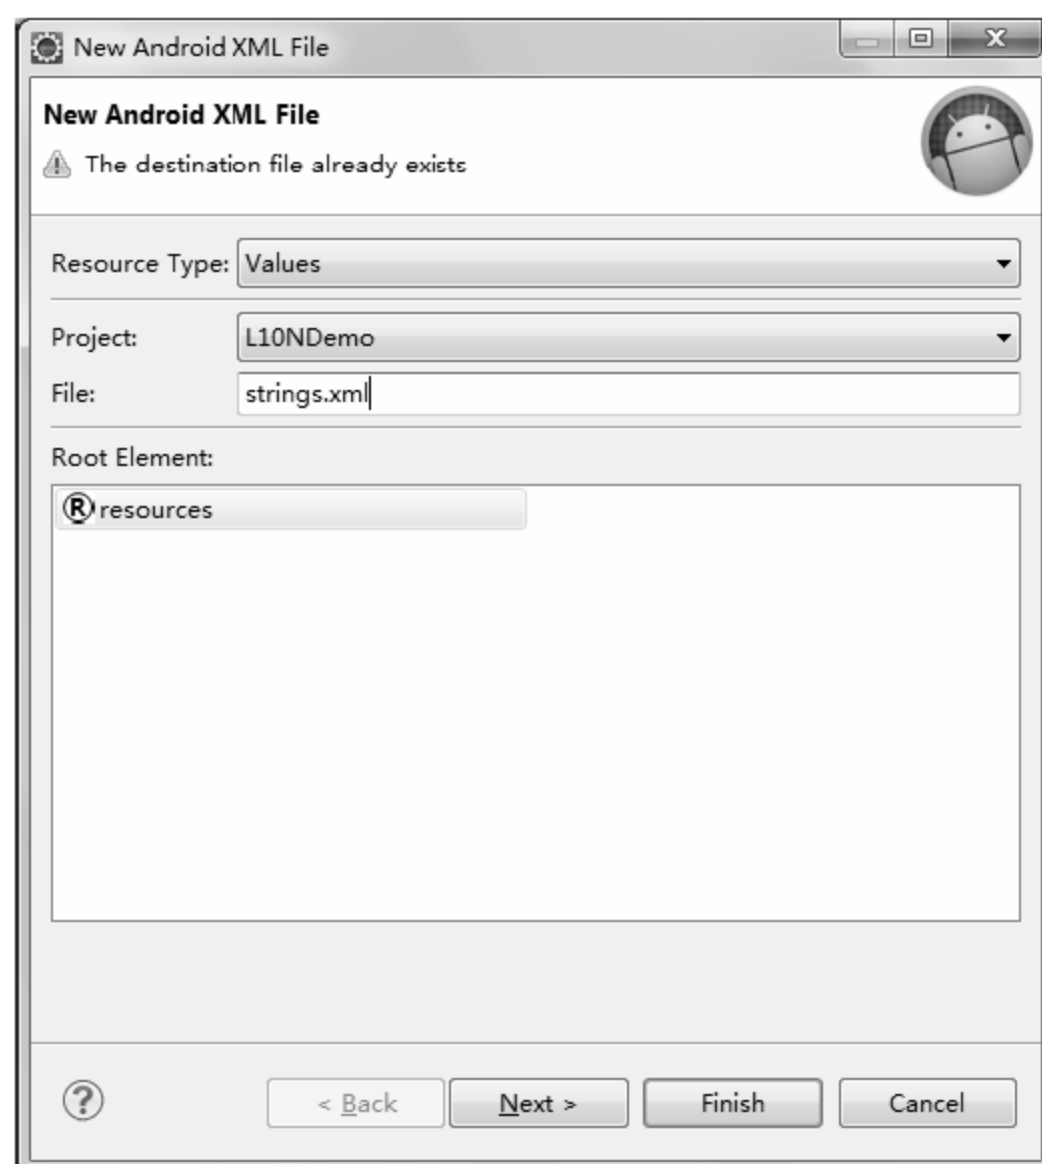 New Android XML File
New Android XML File
The destination file already exists
Resource Type: Values
Project: L10NDemo
File: strings.xml
Root Element:
R resources
? < Back Next > Finish Cancel